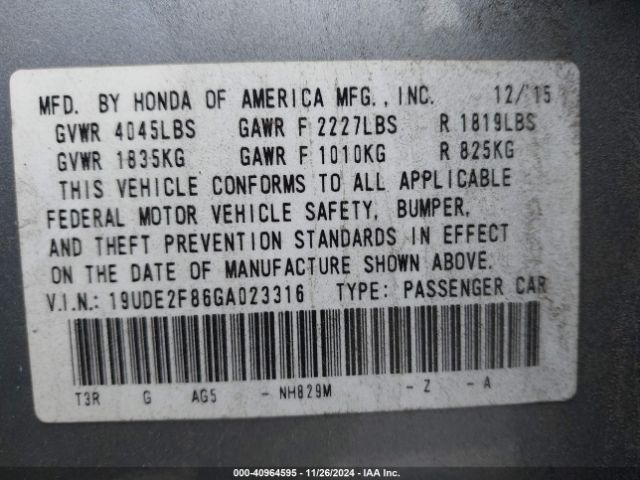 MFD. BY HONDA OF AMERICA MFG., INC. 12/'15
GVWR 4045LBS GAWR F 2227LBS R 1819LBS
GVWR 1835KG GAWR F 1010KG R 825KG
THIS VEHICLE CONFORMS TO ALL APPLICABLE
FEDERAL MOTOR VEHICLE SAFETY, BUMPER,
AND THEFT PREVENTION STANDARDS IN EFFECT
ON THE DATE OF MANUFACTURE SHOWN ABOVE.
V.I.N.: 19UDE2F86GA023316 TYPE: PASSENGER CAR
T3R G AG5 - NH829M - Z - A
000-40964595 - 11/26/2024 - IAA Inc.